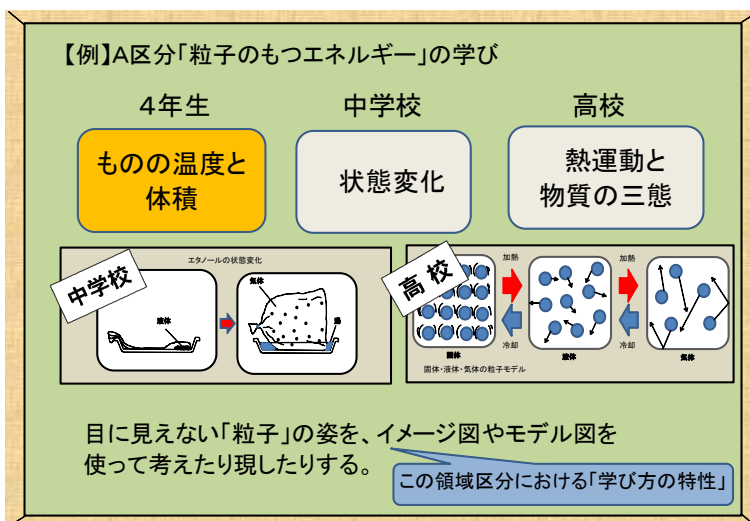 【例】A区分「粒子のもつエネルギー」の学び
4年生
中学校
高校
ものの温度と
体積
状態変化
熱運動と
物質の三態
中学校
エタノールの状態変化
液体
気体
湯
高校
加熱
加熱
冷却
冷却
固体
液体
気体
固体・液体・気体の粒子モデル
目に見えない「粒子」の姿を、イメージ図やモデル図を
使って考えたり現したりする。
この領域区分における「学び方の特性」